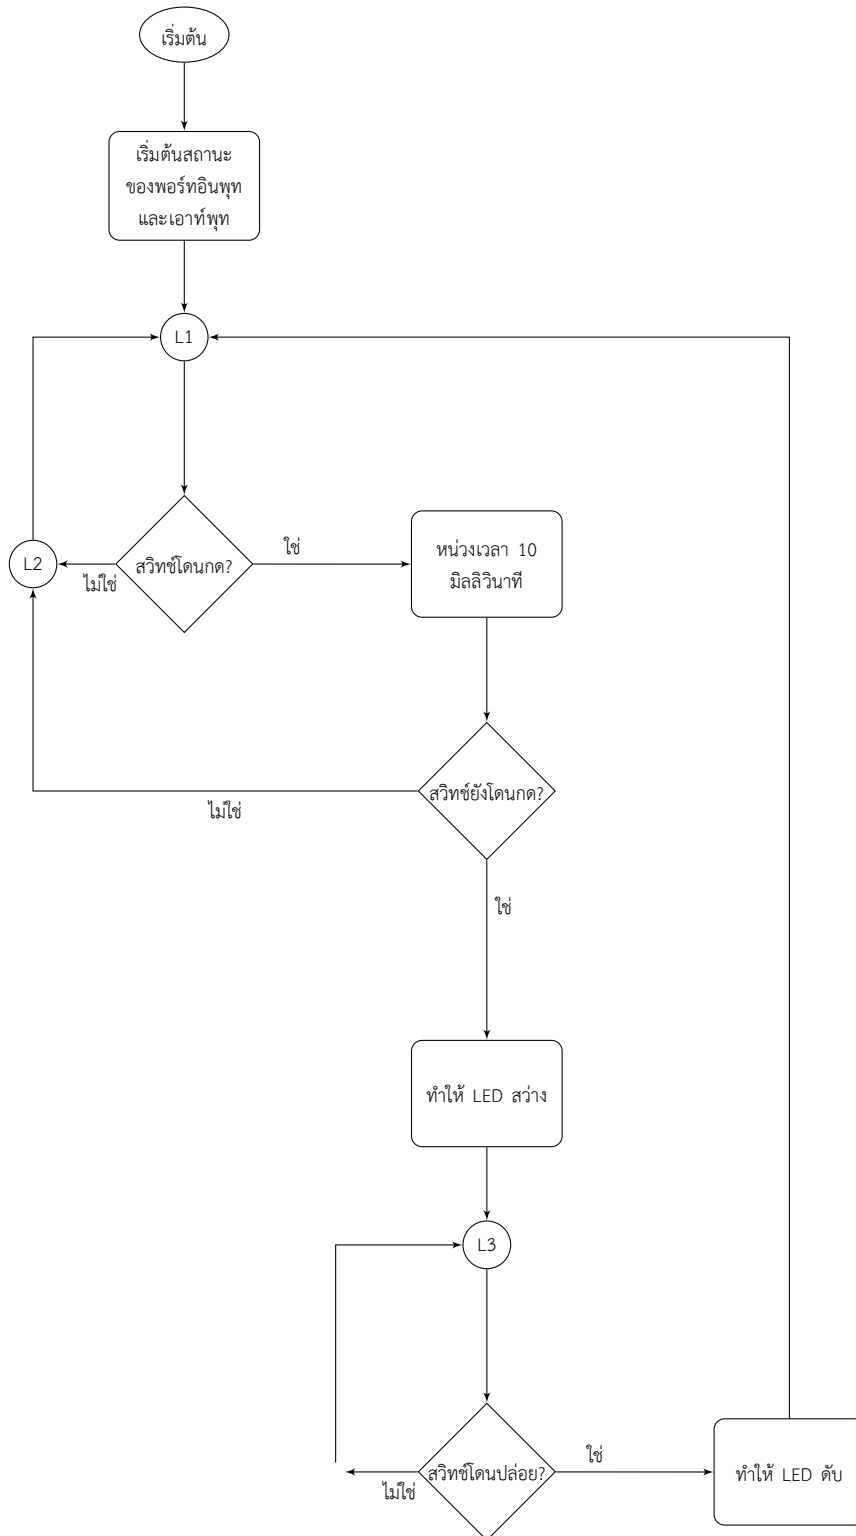 เริ่มต้น
เริ่มต้นสถานะ
ของพอร์ทอินพุท
และเอาท์พุท
L1
L2
ไม่ใช่
สวิทช์โดนกด?
ใช่
หน่วงเวลา 10
มิลลิวินาที
สวิทช์ยังโดนกด?
ไม่ใช่
ใช่
ทำให้ LED สว่าง
L3
สวิทช์โดนปล่อย?
ไม่ใช่
ใช่
ทำให้ LED ดับ